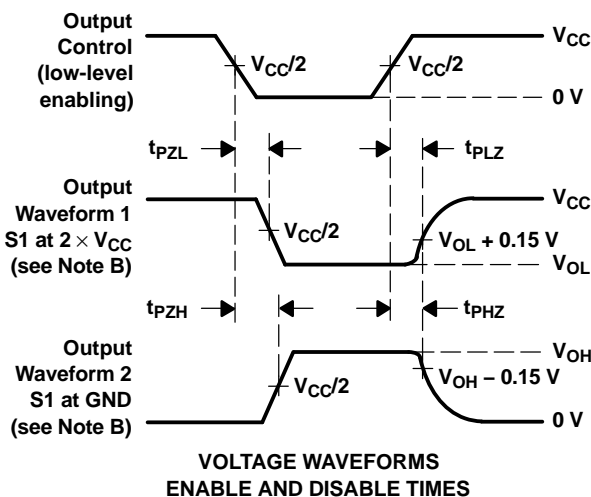 Output
Control
(low-level
enabling)
VCC/2
VCC/2
VCC
0 V
tPZL
tPLZ
Output
Waveform 1
S1 at 2 × VCC
(see Note B)
VCC/2
VCC
VOL + 0.15 V
VOL
tPZH
tPHZ
Output
Waveform 2
S1 at GND
(see Note B)
VCC/2
VOH
VOH − 0.15 V
0 V
VOLTAGE WAVEFORMS
ENABLE AND DISABLE TIMES